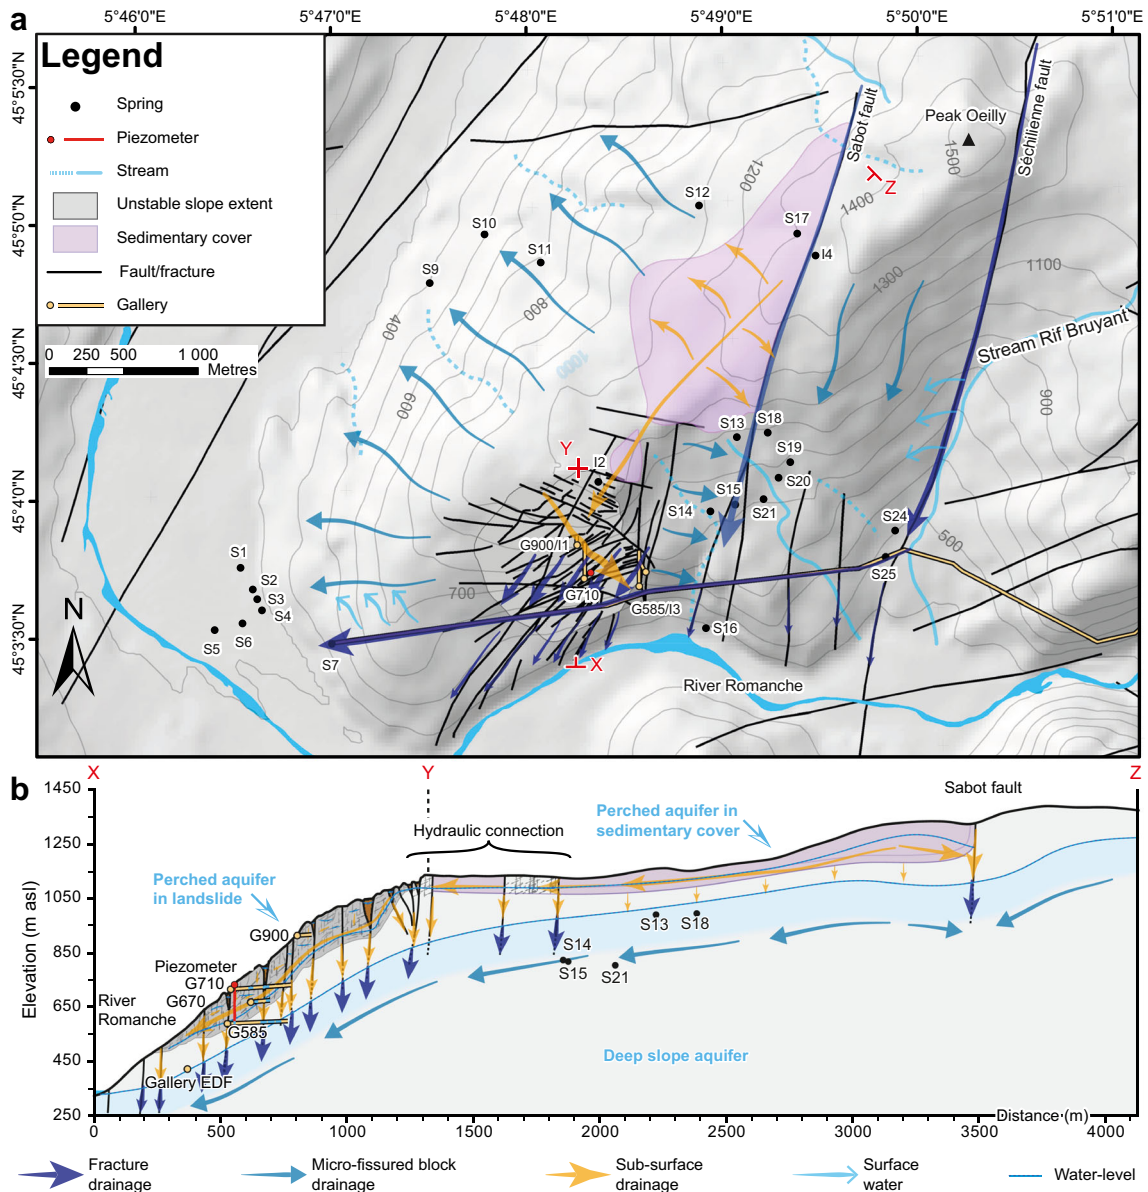 a
5°46'0"E
5°47'0"E
5°48'0"E
5°49'0"E
5°50'0"E
5°51'0"E
45°5'30"N
45°5'0"N
45°4'30"N
45°4'0"N
45°3'30"N
Legend
Spring
Piezometer
Stream
Unstable slope extent
Sedimentary cover
Fault/fracture
Gallery
0 250 500 1 000
Metres
Sabot fault
Peak Oeilly
Séchilienne fault
1500
Z
1200
1400
S12
S17
I4
S10
S11
S9
1300
1100
800
400
1000
600
Stream Rif Bruyant
900
S13
S18
S19
S20
S15
S21
S14
Y
I2
S24
500
S25
G900/I1
G710
G585/I3
700
S1
S2
S3
S4
S6
S5
S7
S16
X
N
River Romanche
b
X
Y
Z
1450
1250
1050
850
650
450
250
Elevation (m asl)
Sabot fault
Perched aquifer in
sedimentary cover
Hydraulic connection
Perched aquifer
in landslide
G900
Piezometer
G710
G670
G585
River
Romanche
Gallery EDF
S14
S15
S13
S18
S21
Deep slope aquifer
Distance (m)
0
500
1000
1500
2000
2500
3000
3500
4000
Fracture
drainage
Micro-fissured block
drainage
Sub-surface
drainage
Surface
water
Water-level